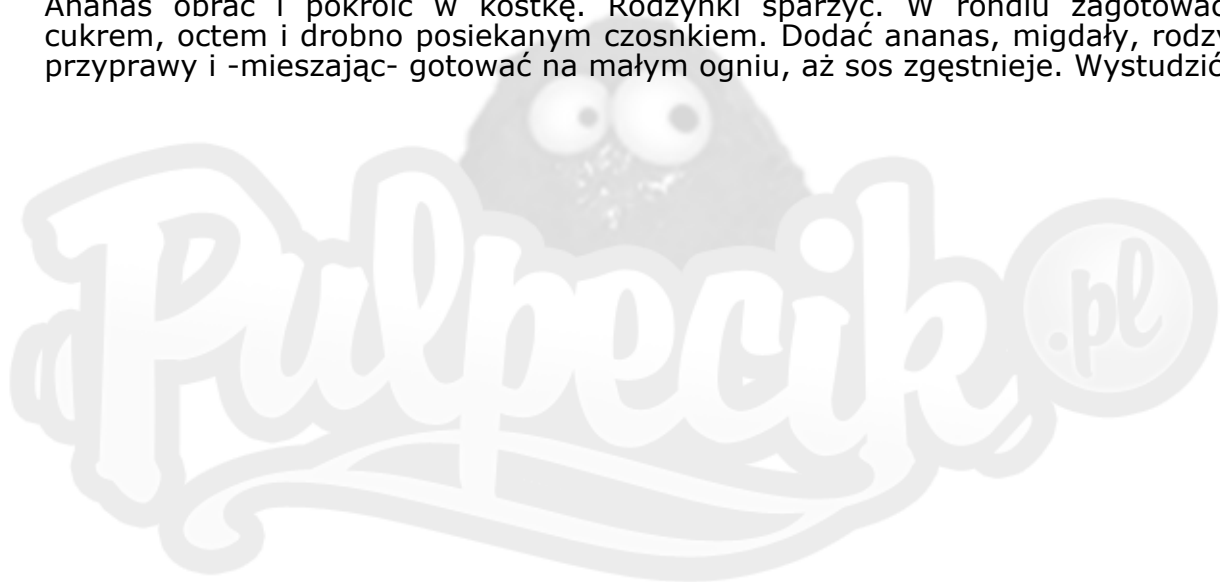 Ananas obrać i pokroić w kostkę. Rodzynki sparzyć. W rondlu zagotować
cukrem, octem i drobno posiekanym czosnkiem. Dodać ananas, migdały,
przyprawy i -mieszając- gotować na małym ogniu, aż sos zgęstnieje. Wystudzić
Pulpecik.pl